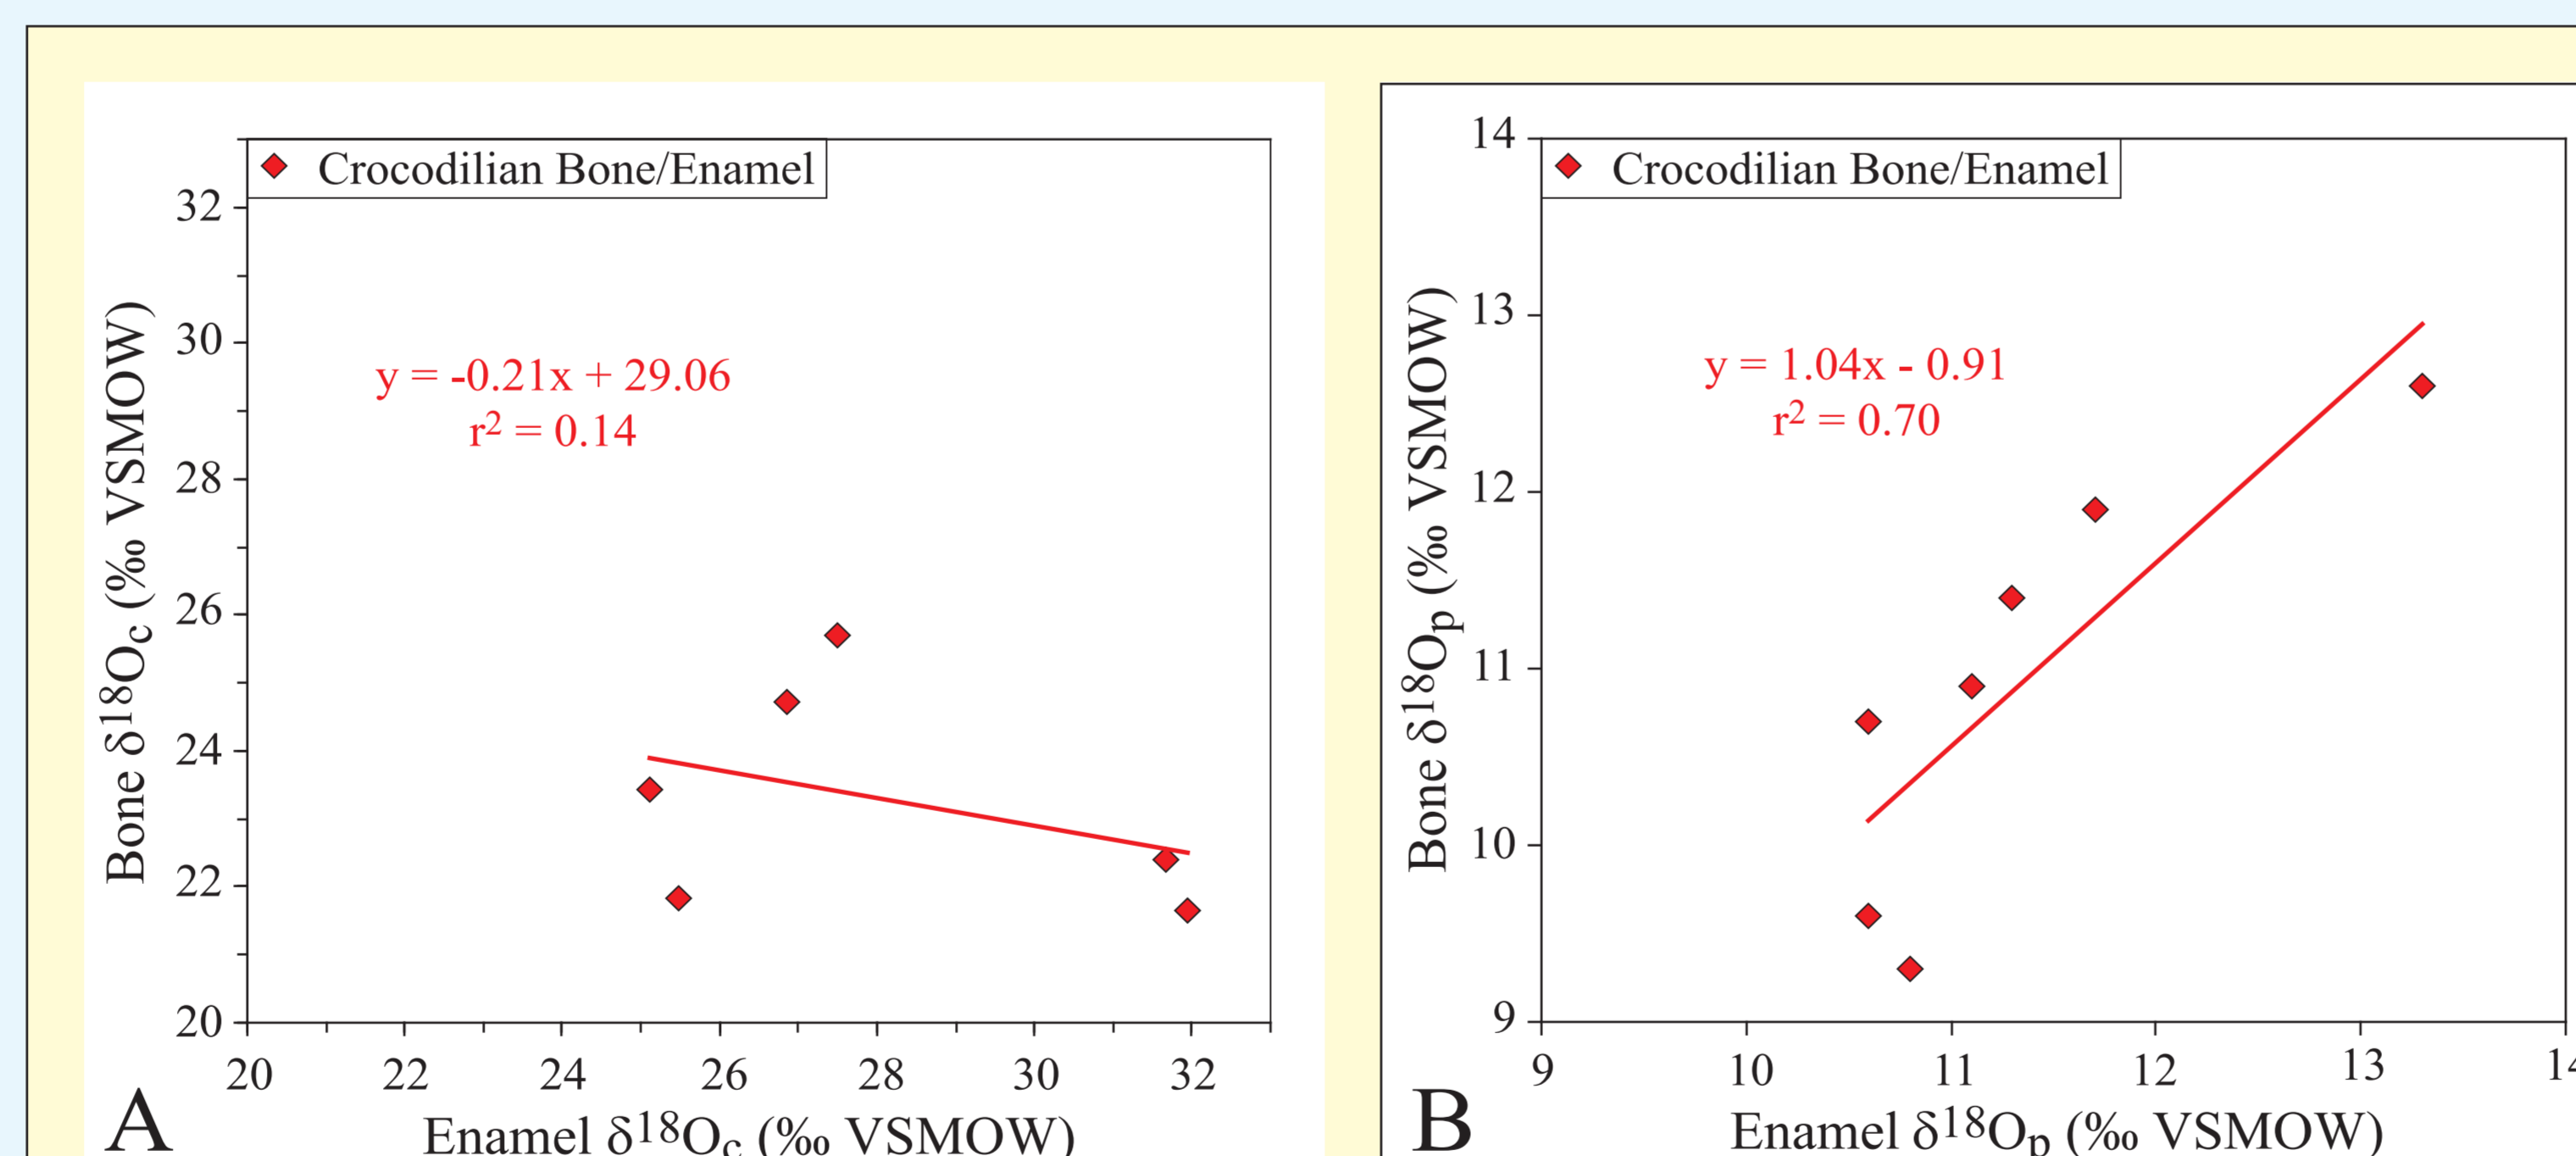 Crocodilian Bone/Enamel
32
30
28
26
24
22
20
y = -0.21x + 29.06
r2 = 0.14
Bone δ18Oc (‰ VSMOW)
20 22 24 26 28 30 32
Enamel δ18Oc (‰ VSMOW)
A
Crocodilian Bone/Enamel
14
13
12
11
10
9
y = 1.04x - 0.91
r2 = 0.70
Bone δ18Op (‰ VSMOW)
9 10 11 12 13 14
Enamel δ18Op (‰ VSMOW)
B